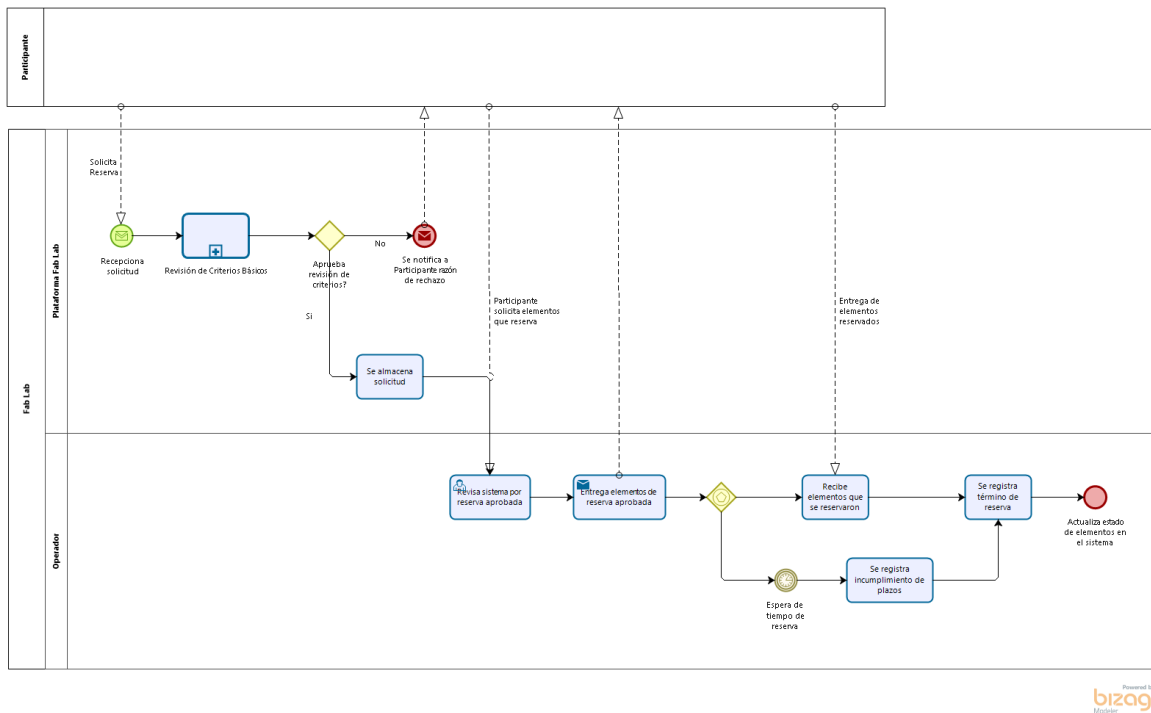 Participante
Solicita
Reserva
Fab Lab
Plataforma Fab Lab
Recepciona
solicitud
Revisión de Criterios Básicos
Aprueba
revisión de
criterios?
No
Si
Se notifica a
Participante razón
de rechazo
Participante
solicita elementos
que reserva
Entrega de
elementos
reservados
Se almacena
solicitud
Operador
Revisa sistema por
reserva aprobada
Entrega elementos de
reserva aprobada
Recibe
elementos que
se reservaron
Se registra
término de
reserva
Actualiza estado
de elementos en
el sistema
Espera de
tiempo de
reserva
Se registra
incumplimiento de
plazos
Powered b
bizag
Modeler